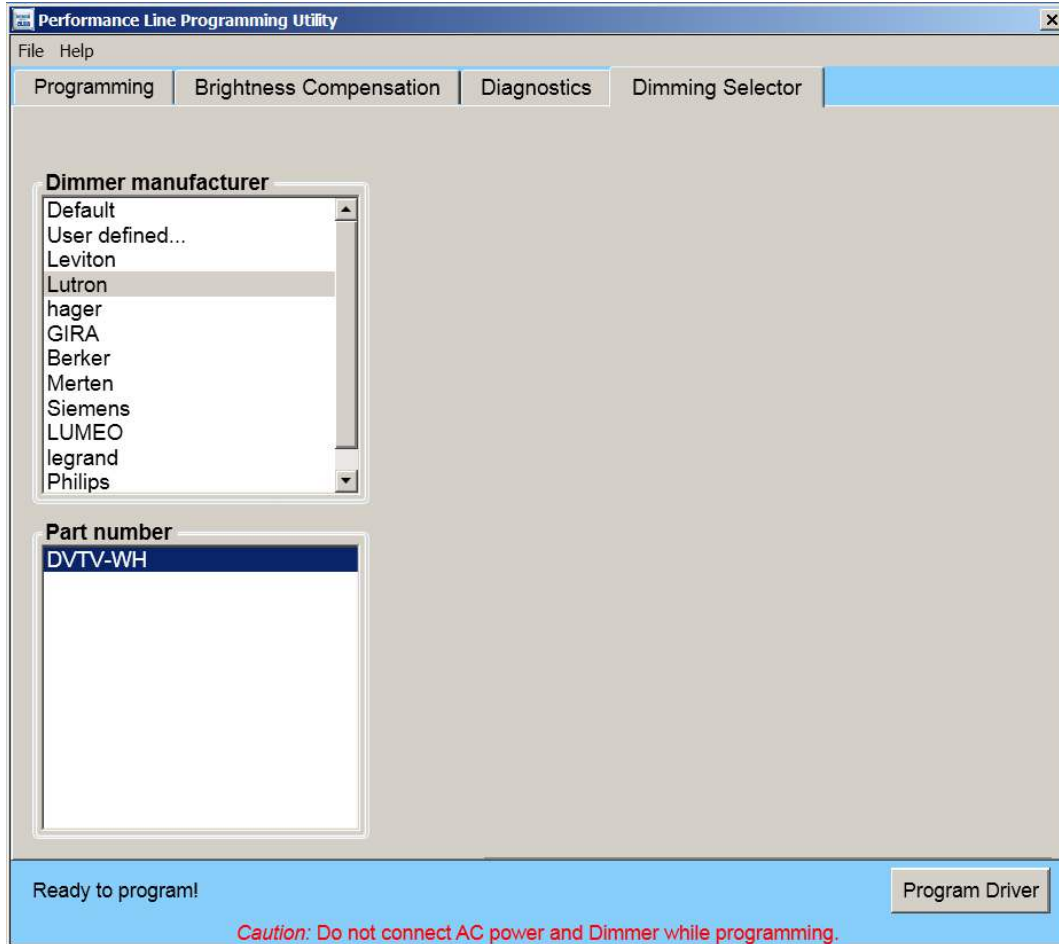 Performance Line Programming Utility
File Help
Programming Brightness Compensation Diagnostics Dimming Selector
Dimmer manufacturer
Default
User defined...
Leviton
Lutron
hager
GIRA
Berker
Merten
Siemens
LUMEO
legrand
Philips
Part number
DVTV-WH
Ready to program!
Program Driver
Caution: Do not connect AC power and Dimmer while programming.